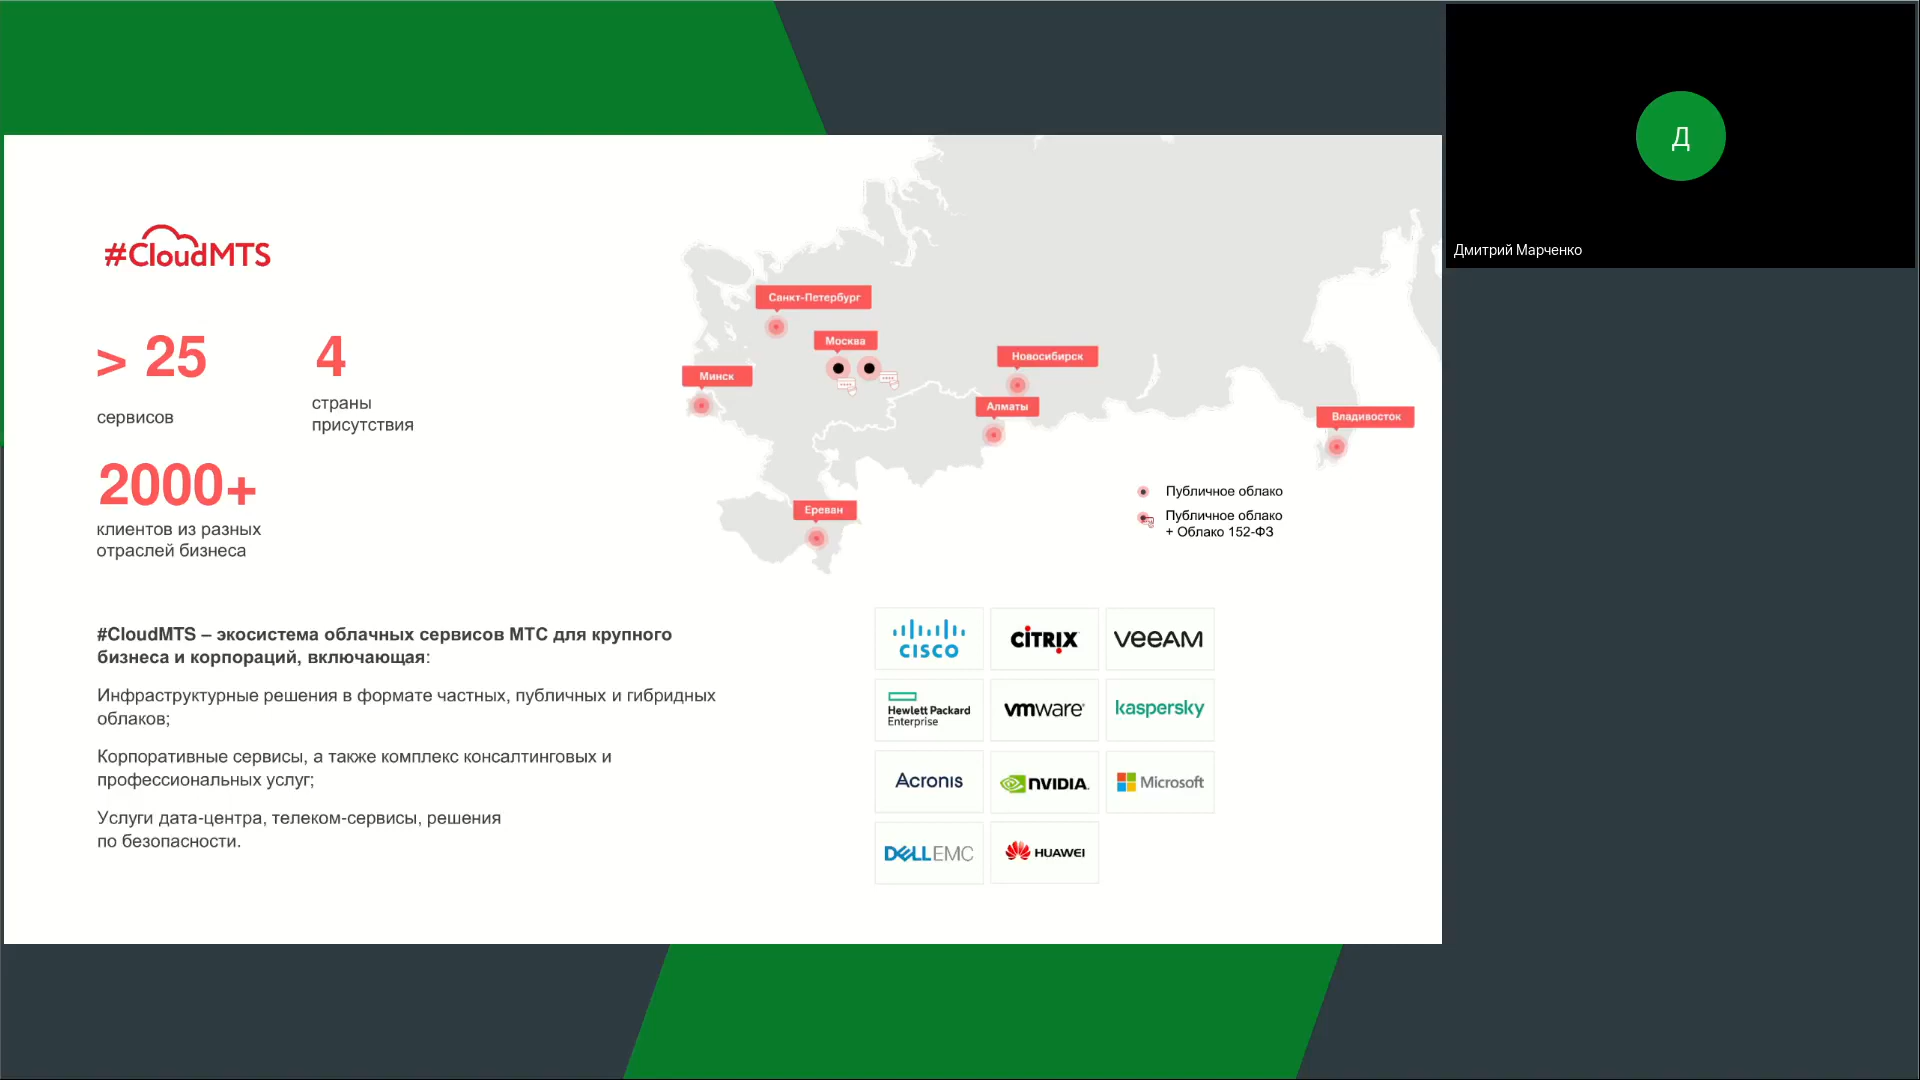 #CloudMTS
> 25
сервисов
4
страны
присутствия
2000+
клиентов из разных
отраслей бизнеса
Санкт-Петербург
Москва
Минск
Новосибирск
Алматы
Владивосток
Ереван
Публичное облако
Публичное облако
+ Облако 152-ФЗ
#CloudMTS – экосистема облачных сервисов МТС для крупного
бизнеса и корпораций, включающая:
Инфраструктурные решения в формате частных, публичных и гибридных
облаков;
Корпоративные сервисы, а также комплекс консалтинговых и
профессиональных услуг;
Услуги дата-центра, телеком-сервисы, решения
по безопасности.
CISCO
CITRIX
VEEAM
Hewlett Packard
Enterprise
vmware
kaspersky
Acronis
NVIDIA.
Microsoft
DELLEMC
HUAWEI
Д
Дмитрий Марченко